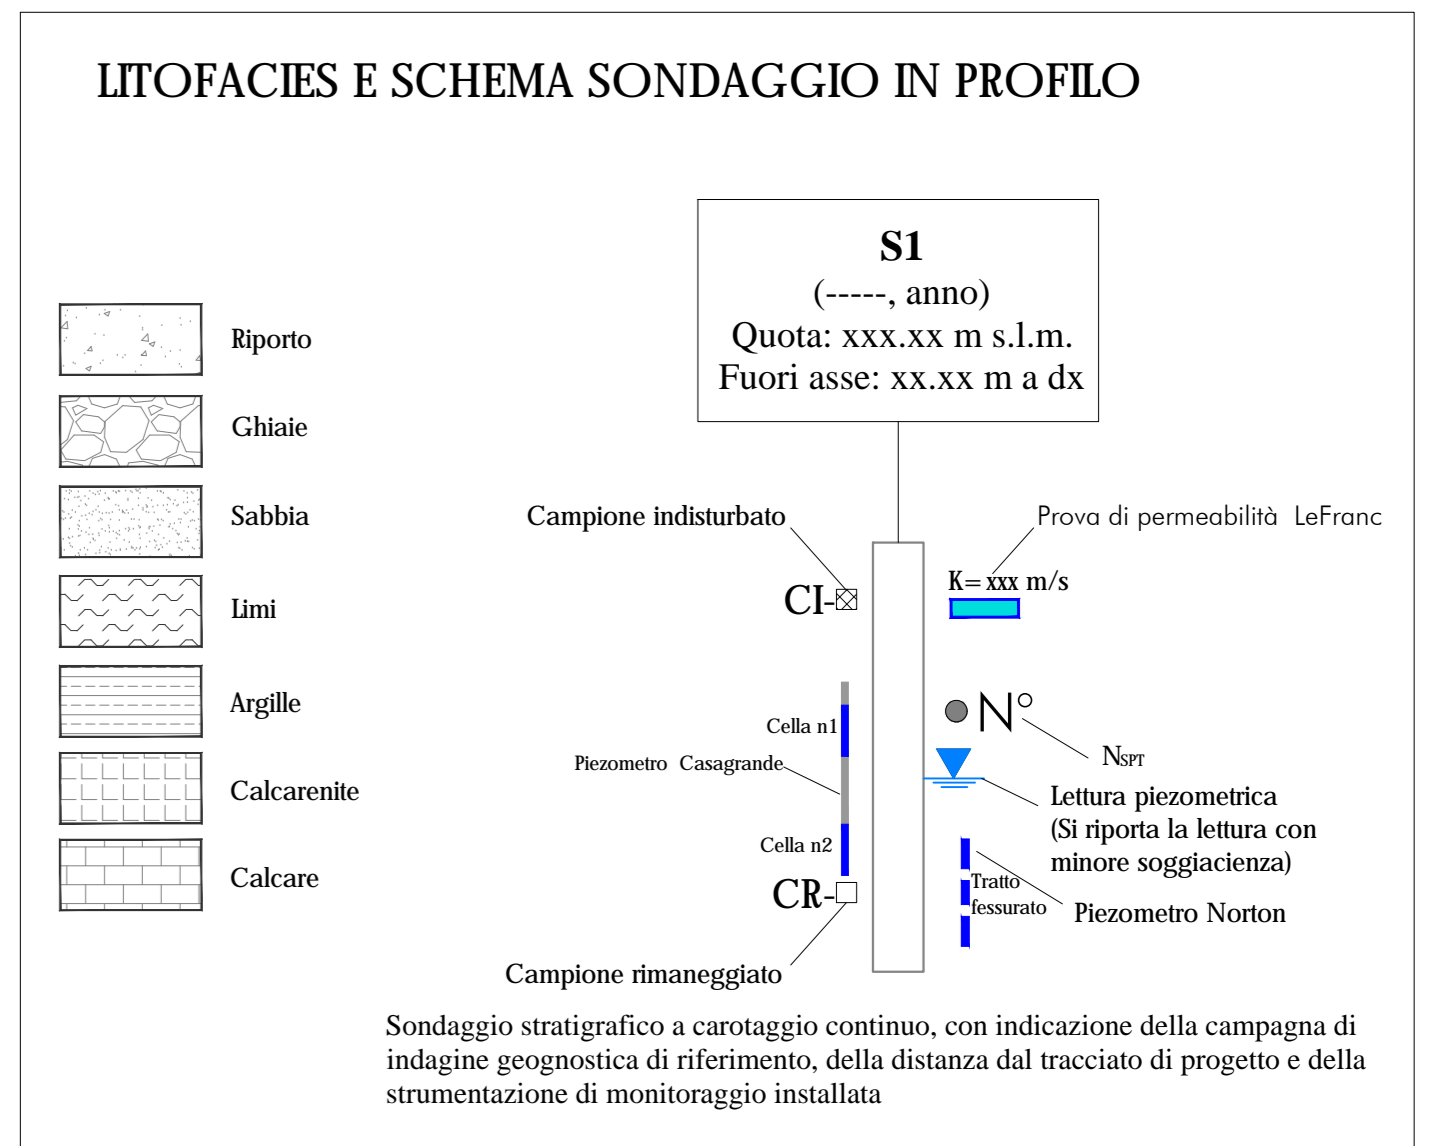 LITOFACIES E SCHEMA SONDAGGIO IN PROFILO
S1
(-----, anno)
Quota: xxx.xx m s.l.m.
Fuori asse: xx.xx m a dx
Riporto
Ghiaie
Sabbia
Limi
Argille
Calcarenite
Calcare
Campione indisturbato
Prova di permeabilità LeFranc
K= xxx m/s
CI-
Cella n1
N°
NSPT
Piezometro Casagrande
Lettura piezometrica
(Si riporta la lettura con
minore soggiacienza)
Cella n2
CR-
Tratto
fessurato
Piezometro Norton
Campione rimaneggiato
Sondaggio stratigrafico a carotaggio continuo, con indicazione della campagna di
indagine geognostica di riferimento, della distanza dal tracciato di progetto e della
strumentazione di monitoraggio installata